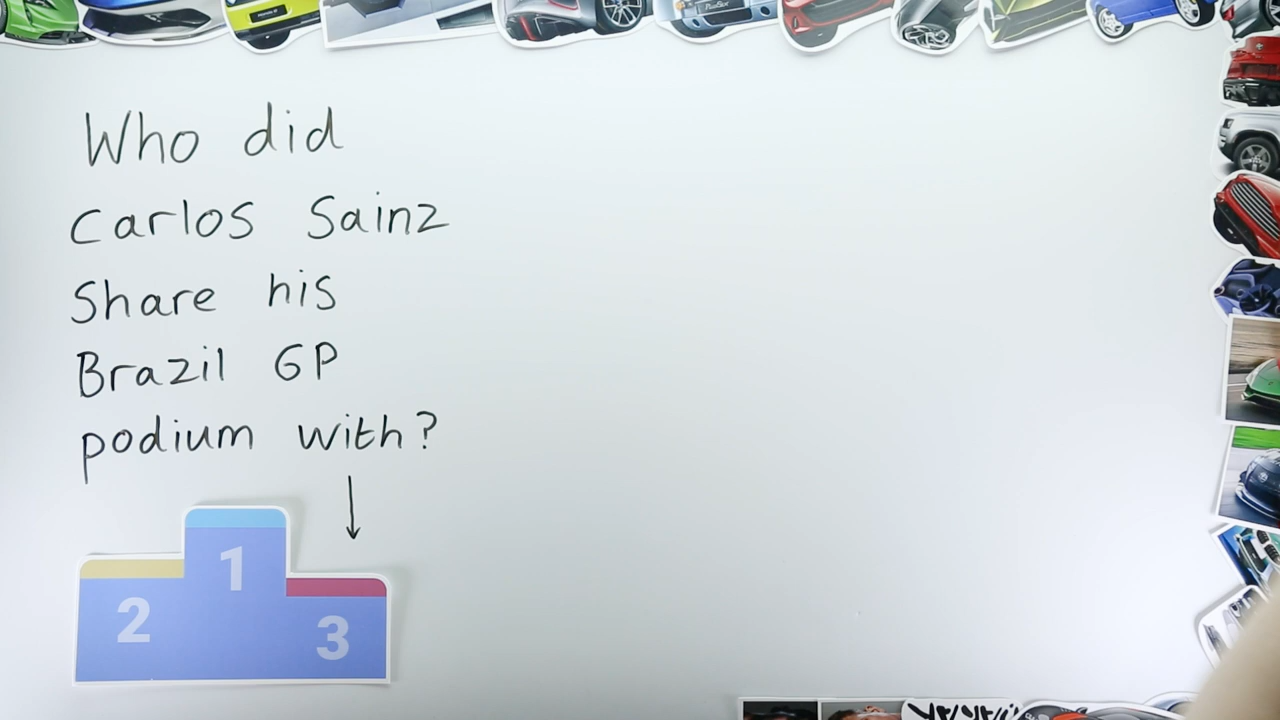 Who did
Carlos Sainz
Share his
Brazil GP
podium with?
1
2
3